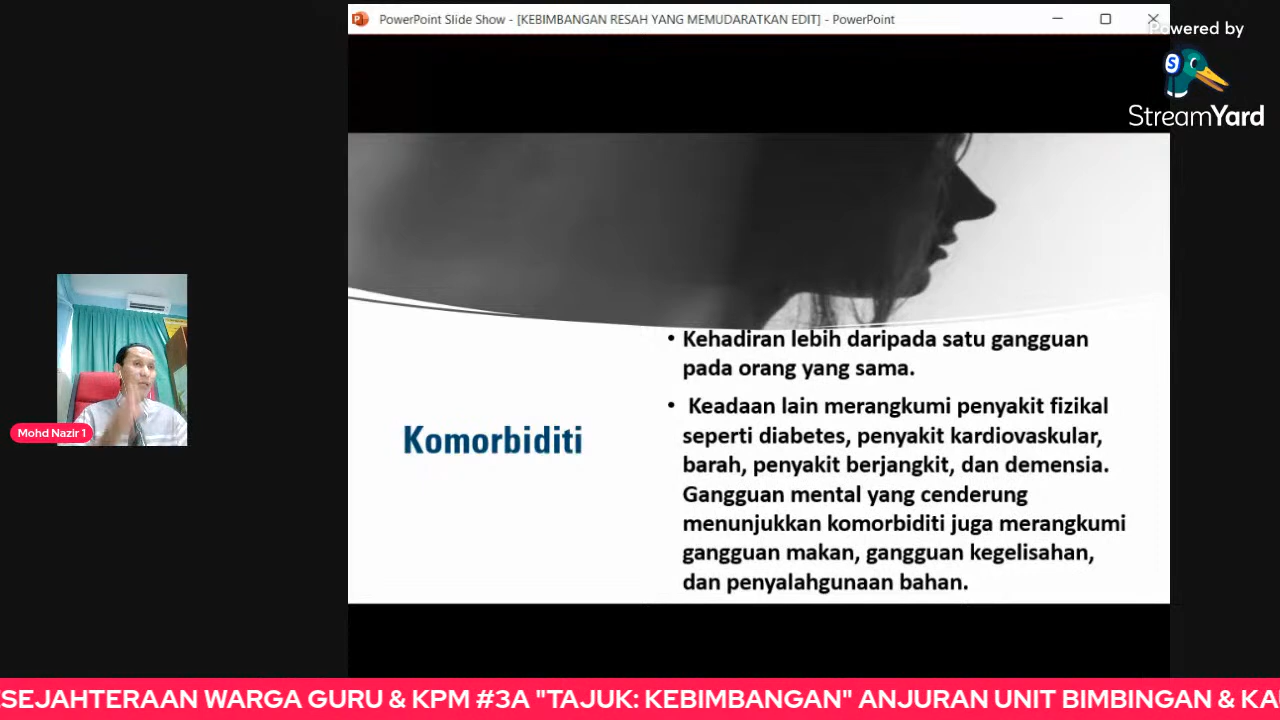 PowerPoint Slide Show - [KEBIMBANGAN RESAH YANG MEMUDARATKAN EDIT] - PowerPoint
Powered by
S
StreamYard
• Kehadiran lebih daripada satu gangguan
pada orang yang sama.
• Keadaan lain merangkumi penyakit fizikal
seperti diabetes, penyakit kardiovaskular,
barah, penyakit berjangkit, dan demensia.
Gangguan mental yang cenderung
menunjukkan komorbiditi juga merangkumi
gangguan makan, gangguan kegelisahan,
dan penyalahgunaan bahan.
Komorbiditi
Mohd Nazir 1
ESEJAHTERAAN WARGA GURU & KPM #3A "TAJUK: KEBIMBANGAN" ANJURAN UNIT BIMBINGAN & KA